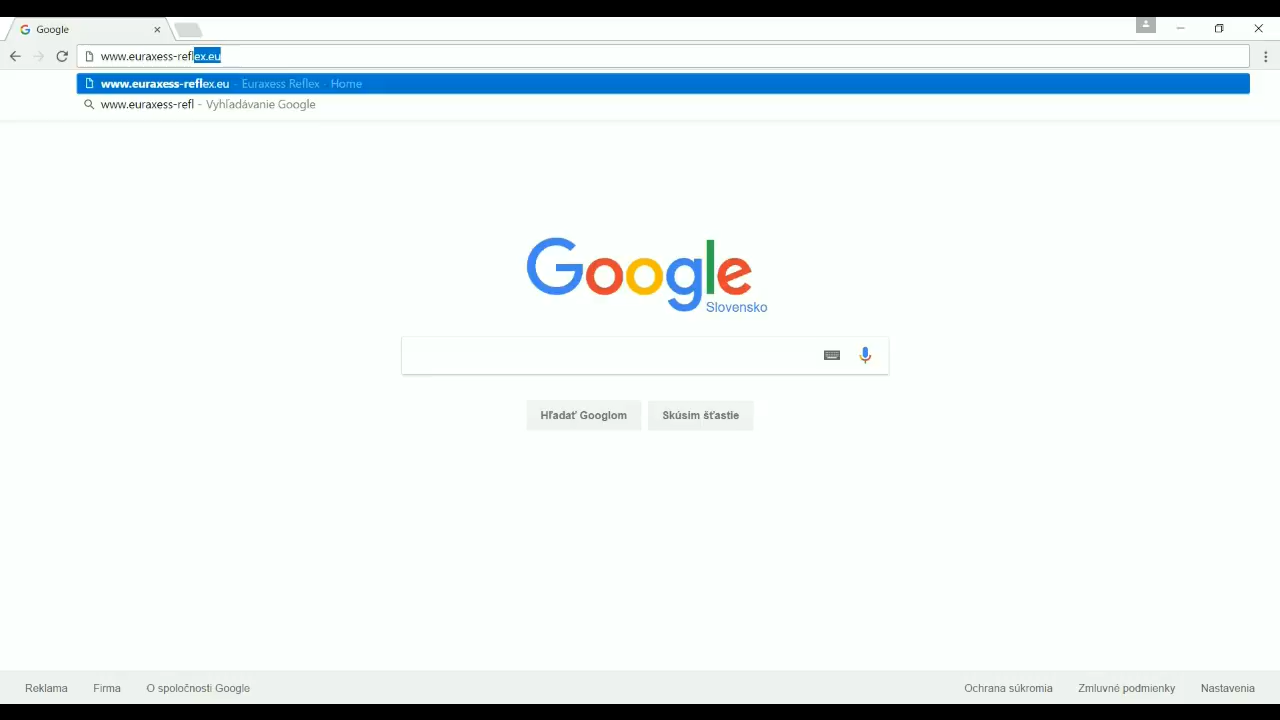 Google
www.euraxess-reflex.eu
www.euraxess-reflex.eu - Euraxess Reflex - Home
www.euraxess-refl - Vyhľadávanie Google
Google
Slovensko
Hľadať Googlom
Skúsim šťastie
Reklama Firma O spoločnosti Google Ochrana súkromia Zmluvné podmienky Nastavenia